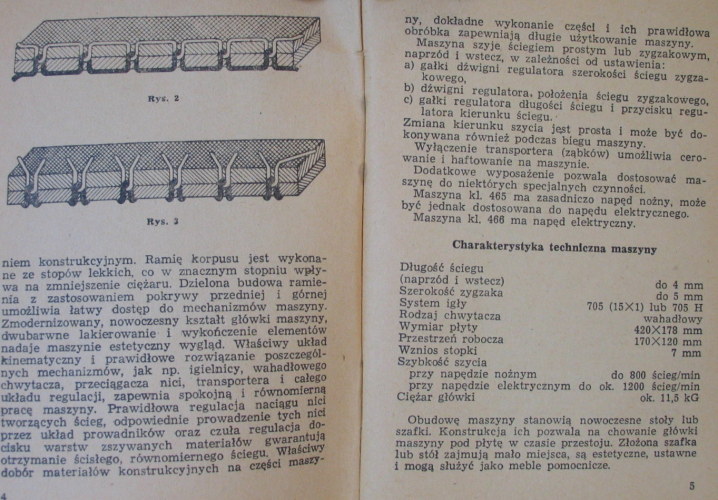 Rys. 2
Rys. 3
niem konstrukcyjnym. Ramię korpusu jest wykona-
ne ze stopów lekkich, co w znacznym stopniu wpły-
wa na zmniejszenie ciężaru. Dzielona budowa ramie-
nia z zastosowaniem pokrywy przedniej i górnej
umożliwia łatwy dostęp do mechanizmów maszyny.
Zmodernizowany, nowoczesny kształt główki maszyny,
dwubarwne lakierowanie i wykończenie elementów
nadaje maszynie estetyczny wygląd. Właściwy układ
kinematyczny i prawidłowe rozwiązanie poszczegól-
nych mechanizmów, jak np. igielnicy, wahadłowego
chwytacza, przeciągacza nici, transportera i całego
układu regulacji, zapewnia spokojną i równomierną
pracę maszyny. Prawidłowa regulacja naciągu nici
tworzących ścieg, odpowiednie prowadzenie tych nici
przez układ prowadników oraz czuła regulacja do-
cisku warstw zszywanych materiałów gwarantują
otrzymanie ścisłego, równomiernego ściegu. Właściwy
dobór materiałów konstrukcyjnych na części maszy-
4
ny, dokładne wykonanie części i ich prawidłowa
obróbka zapewniają długie użytkowanie maszyny.
Maszyna szyje ściegiem prostym lub zygzakowym,
naprzód i wstecz, w zależności od ustawienia:
a) gałki dźwigni regulatora szerokości ściegu zygza-
kowego,
b) dźwigni regulatora, położenia ściegu zygzakowego,
c) gałki regulatora długości ściegu i przycisku regu-
latora kierunku ściegu.
Zmiana kierunku szycia jest prosta i może być do-
konywana również podczas biegu maszyny.
Wyłączenie transportera (ząbków) umożliwia cero-
wanie i haftowanie na maszynie.
Dodatkowe wyposażenie pozwala dostosować ma-
szynę do niektórych specjalnych czynności.
Maszyna kl. 465 ma zasadniczo napęd nożny, może
być jednak dostosowana do napędu elektrycznego.
Maszyna kl. 466 ma napęd elektryczny.
Charakterystyka techniczna maszyny
Długość ściegu
(naprzód i wstecz) do 4 mm
Szerokość zygzaka do 5 mm
System igły 705 (15X1) lub 705 H
Rodzaj chwytacza wahadłowy
Wymiar płyty 420X178 mm
Przestrzeń robocza 170X120 mm
Wznios stopki 7 mm
Szybkość szycia
przy napędzie nożnym do 800 ścieg/min
przy napędzie elektrycznym do ok. 1200 ścieg/min
Ciężar główki ok. 11,5 kG
Obudowę maszyny stanowią nowoczesne stoły lub
szafki. Konstrukcja ich pozwala na chowanie główki
maszyny pod płytę w czasie przestoju. Złożona szafka
lub stół zajmują mało miejsca, są estetyczne, ustawne
i mogą służyć jako meble pomocnicze.
5